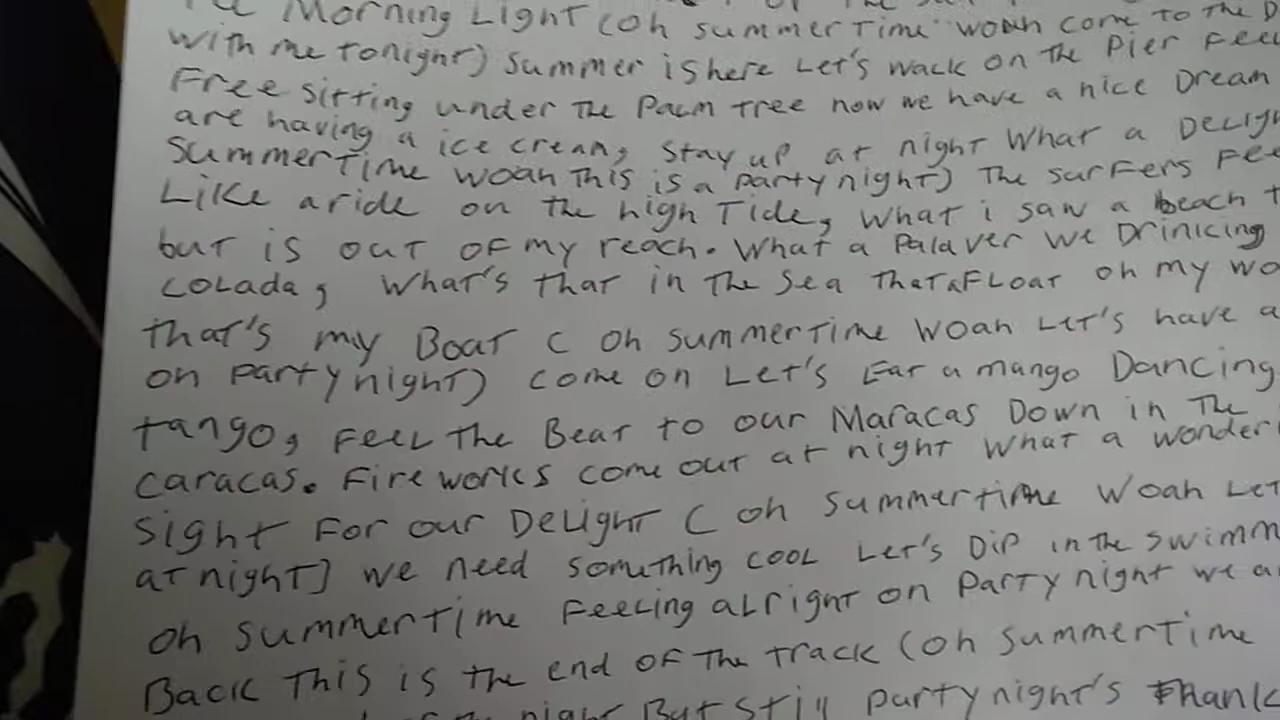 Morning Light (oh summerTime woah come to the
with me tonight) summer is here Let's walk on the Pier Feel
Free sitting under the Palm tree now we have a nice Dream
are having a ice cream, stay up at night What a Delight
summerTime woah This is a party night) The surfers
Like a ride on the high Tide, what i saw a beach
but is out of my reach. What a Palaver we Drinking
colada, What's that in the Sea That a Float oh my
that's my Boat ( oh summerTime woah Let's have a
on Party night) come on Let's Eat a mango Dancing
tango, Feel the Beat to our Maracas Down in The
caracas. Fireworks come out at night what a
sight For our Delight ( oh summertime Woah Let
at night) we need something cool Let's Dip in the
oh summertime Feeling alright on Party night we
Back This is the end of the track (oh summerTime
night But still party night's Thank